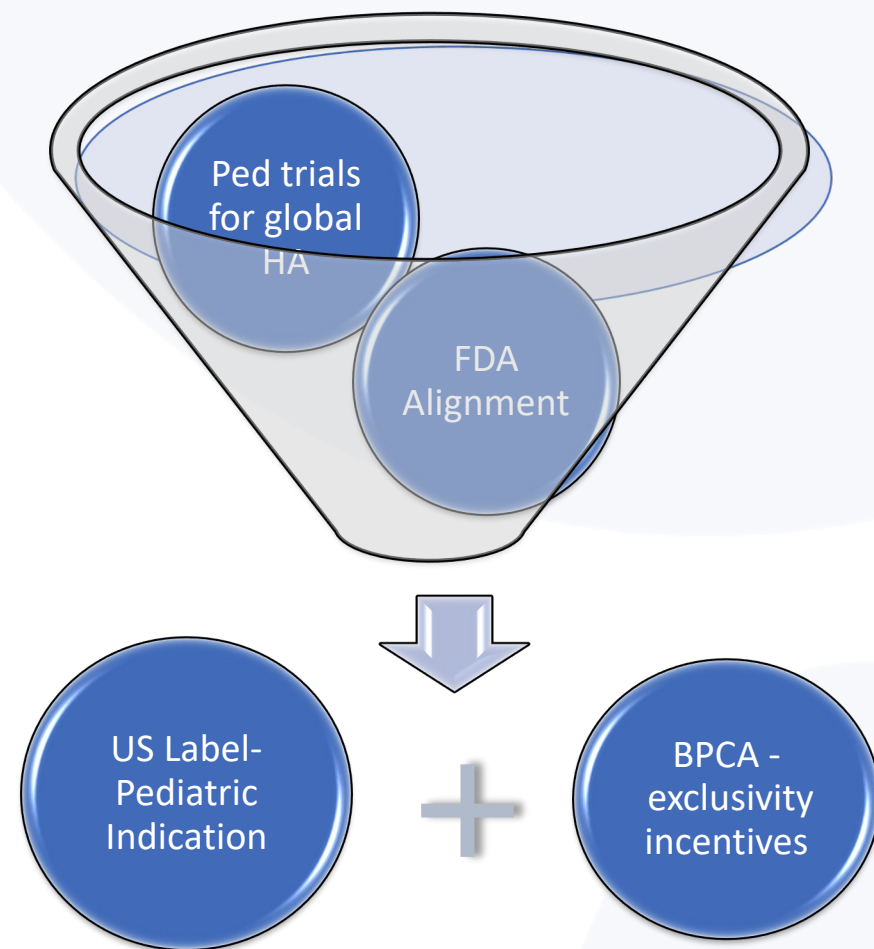 Ped trials
for global
HA
FDA
Alignment
US Label-
Pediatric
Indication
+
BPCA -
exclusivity
incentives